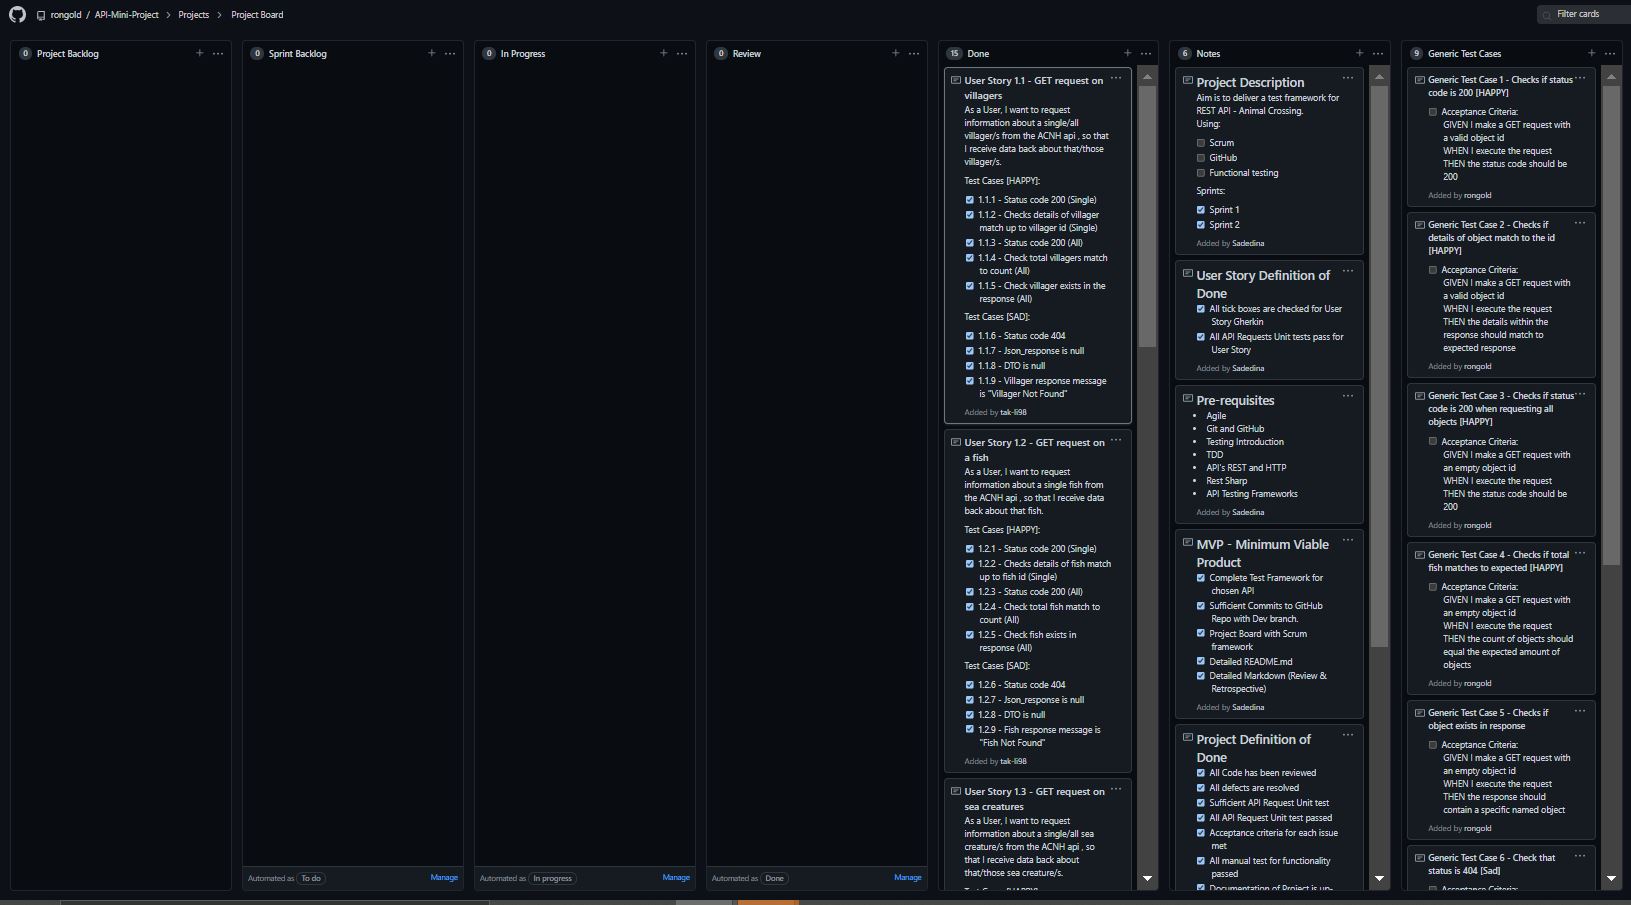 rongold / API-Mini-Project > Projects > Project Board
Filter cards
0 Project Backlog
0 Sprint Backlog
Automated as To do
Manage
0 In Progress
Automated as In progress
Manage
0 Review
Automated as Done
Manage
15 Done
User Story 1.1 - GET request on
villagers
As a User, I want to request
information about a single/all
villager/s from the ACNH api , so that
I receive data back about that/those
villager/s.
Test Cases [HAPPY]:
1.1.1 - Status code 200 (Single)
1.1.2 - Checks details of villager
match up to villager id (Single)
1.1.3 - Status code 200 (All)
1.1.4 - Check total villagers match
to count (All)
1.1.5 - Check villager exists in the
response (All)
Test Cases [SAD]:
1.1.6 - Status code 404
1.1.7 - Json_response is null
1.1.8 - DTO is null
1.1.9 - Villager response message
is "Villager Not Found"
Added by tak-li98
User Story 1.2 - GET request on
a fish
As a User, I want to request
information about a single fish from
the ACNH api , so that I receive data
back about that fish.
Test Cases [HAPPY]:
1.2.1 - Status code 200 (Single)
1.2.2 - Checks details of fish match
up to fish id (Single)
1.2.3 - Status code 200 (All)
1.2.4 - Check total fish match to
count (All)
1.2.5 - Check fish exists in
response (All)
Test Cases [SAD]:
1.2.6 - Status code 404
1.2.7 - Json_response is null
1.2.8 - DTO is null
1.2.9 - Fish response message is
"Fish Not Found"
Added by tak-li98
User Story 1.3 - GET request on
sea creatures
As a User, I want to request
information about a single/all sea
creature/s from the ACNH api , so
that I receive data back about
that/those sea creature/s.
Test Cases [HAPPY]:
6 Notes
Project Description
Aim is to deliver a test framework for
REST API - Animal Crossing.
Using:
Scrum
GitHub
Functional testing
Sprints:
Sprint 1
Sprint 2
Added by Sadedina
User Story Definition of
Done
All tick boxes are checked for User
Story Gherkin
All API Requests Unit tests pass for
User Story
Added by Sadedina
Pre-requisites
Agile
Git and GitHub
Testing Introduction
TDD
API's REST and HTTP
Rest Sharp
API Testing Frameworks
Added by Sadedina
MVP - Minimum Viable
Product
Complete Test Framework for
chosen API
Sufficient Commits to GitHub
Repo with Dev branch.
Project Board with Scrum
framework
Detailed README.md
Detailed Markdown (Review &
Retrospective)
Added by Sadedina
Project Definition of
Done
All Code has been reviewed
All defects are resolved
Sufficient API Request Unit test
All API Request Unit test passed
Acceptance criteria for each issue
met
All manual test for functionality
passed
Documentation of Project is up-
9 Generic Test Cases
Generic Test Case 1 - Checks if status
code is 200 [HAPPY]
Acceptance Criteria:
GIVEN I make a GET request with
a valid object id
WHEN I execute the request
THEN the status code should be
200
Added by rongold
Generic Test Case 2 - Checks if
details of object match to the id
[HAPPY]
Acceptance Criteria:
GIVEN I make a GET request with
a valid object id
WHEN I execute the request
THEN the details within the
response should match to
expected response
Added by rongold
Generic Test Case 3 - Checks if status
code is 200 when requesting all
objects [HAPPY]
Acceptance Criteria:
GIVEN I make a GET request with
an empty object id
WHEN I execute the request
THEN the status code should be
200
Added by rongold
Generic Test Case 4 - Checks if total
fish matches to expected [HAPPY]
Acceptance Criteria:
GIVEN I make a GET request with
an empty object id
WHEN I execute the request
THEN the count of objects should
equal the expected amount of
objects
Added by rongold
Generic Test Case 5 - Checks if
object exists in response
Acceptance Criteria:
GIVEN I make a GET request with
an empty object id
WHEN I execute the request
THEN the response should
contain a specific named object
Added by rongold
Generic Test Case 6 - Check that
status is 404 [Sad]
Acceptance Criteria: